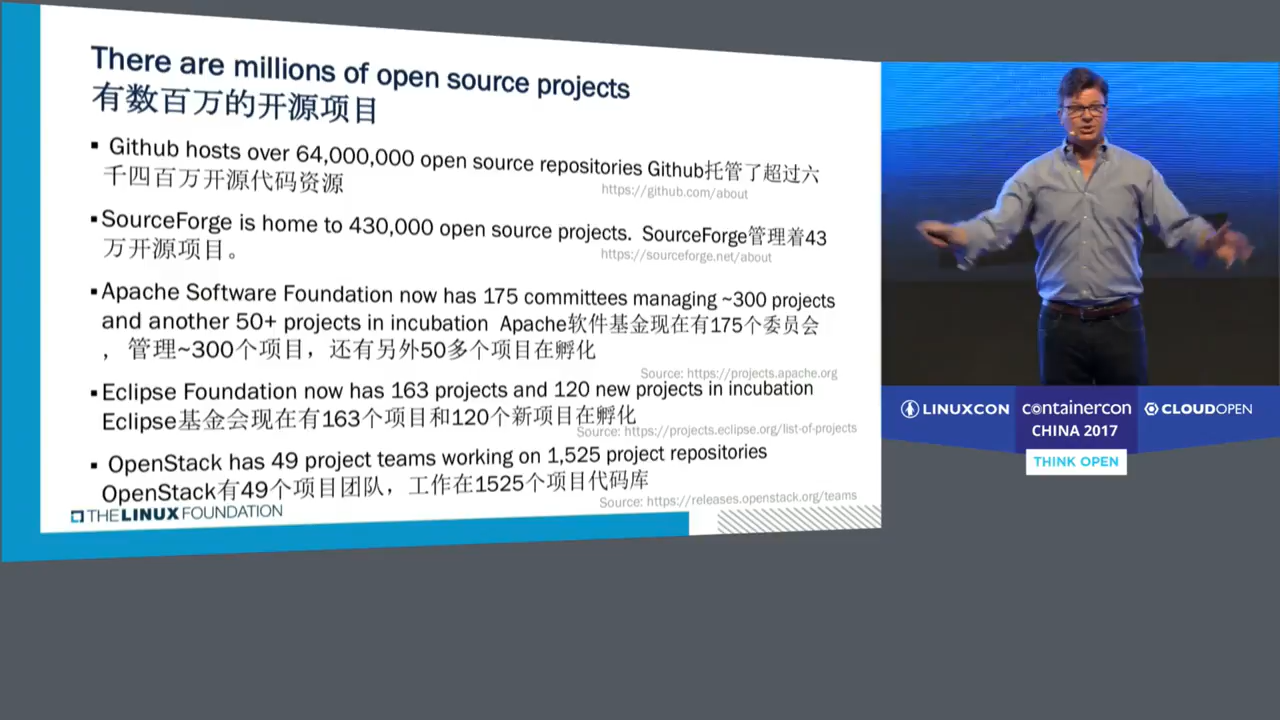 There are millions of open source projects
有数百万的开源项目
▪ Github hosts over 64,000,000 open source repositories Github托管了超过六
千四百万开源代码资源
https://github.com/about
▪ SourceForge is home to 430,000 open source projects. SourceForge管理着43
万开源项目。
https://sourceforge.net/about
▪ Apache Software Foundation now has 175 committees managing ~300 projects
and another 50+ projects in incubation Apache软件基金现在有175个委员会
，管理~300个项目，还有另外50多个项目在孵化
Source: https://projects.apache.org
▪ Eclipse Foundation now has 163 projects and 120 new projects in incubation
Eclipse基金会现在有163个项目和120个新项目在孵化
Source: https://projects.eclipse.org/list-of-projects
▪ OpenStack has 49 project teams working on 1,525 project repositories
OpenStack有49个项目团队，工作在1525个项目代码库
Source: https://releases.openstack.org/teams
THE LINUX FOUNDATION
LINUXCON
containercon
CLOUDOPEN
CHINA 2017
THINK OPEN